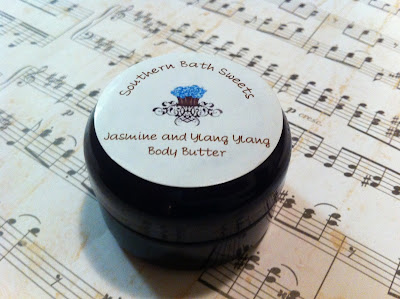 Southern Bath Sweets
Jasmine and Ylang Ylang
Body Butter